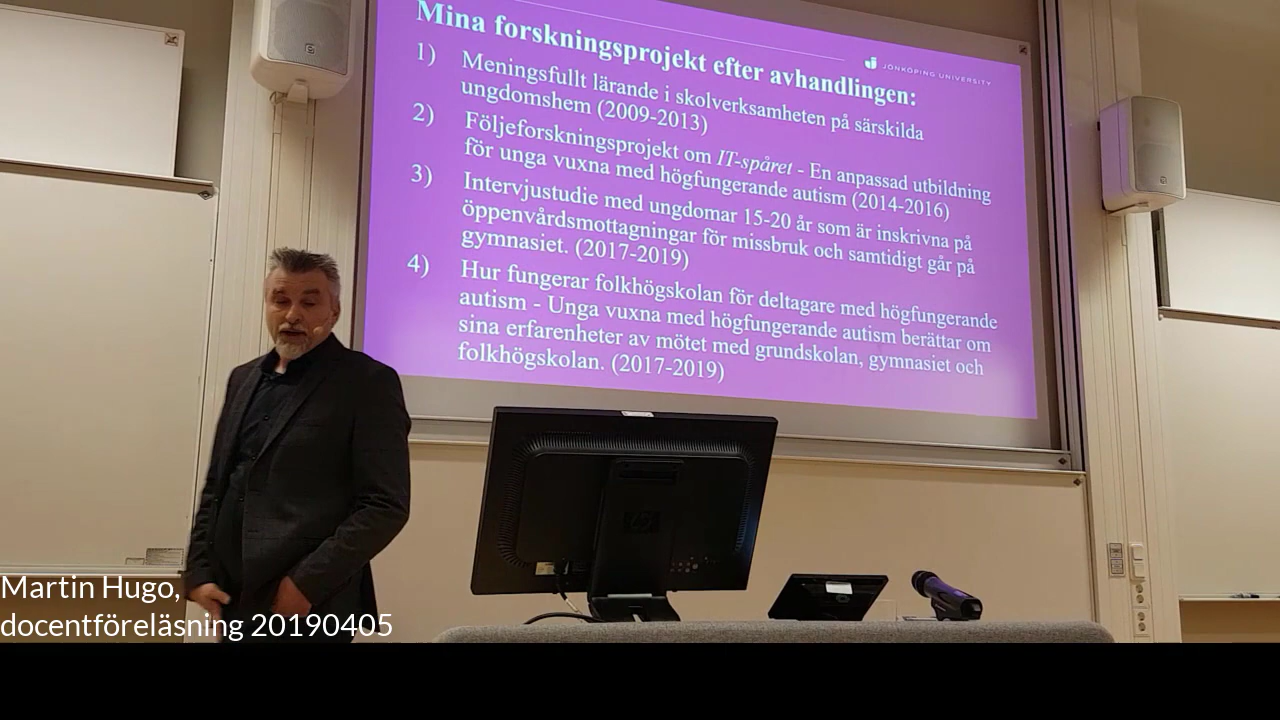 Mina forskningsprojekt efter avhandlingen:
JÖNKÖPING UNIVERSITY
1) Meningsfullt lärande i skolverksamheten på särskilda
ungdomshem (2009-2013)
2) Följeforskningsprojekt om IT-spåret - En anpassad utbildning
för unga vuxna med högfungerande autism (2014-2016)
3) Intervjustudie med ungdomar 15-20 år som är inskrivna på
öppenvårdsmottagningar för missbruk och samtidigt går på
gymnasiet. (2017-2019)
4) Hur fungerar folkhögskolan för deltagare med högfungerande
autism - Unga vuxna med högfungerande autism berättar om
sina erfarenheter av mötet med grundskolan, gymnasiet och
folkhögskolan. (2017-2019)
hp
Martin Hugo,
docentföreläsning 20190405